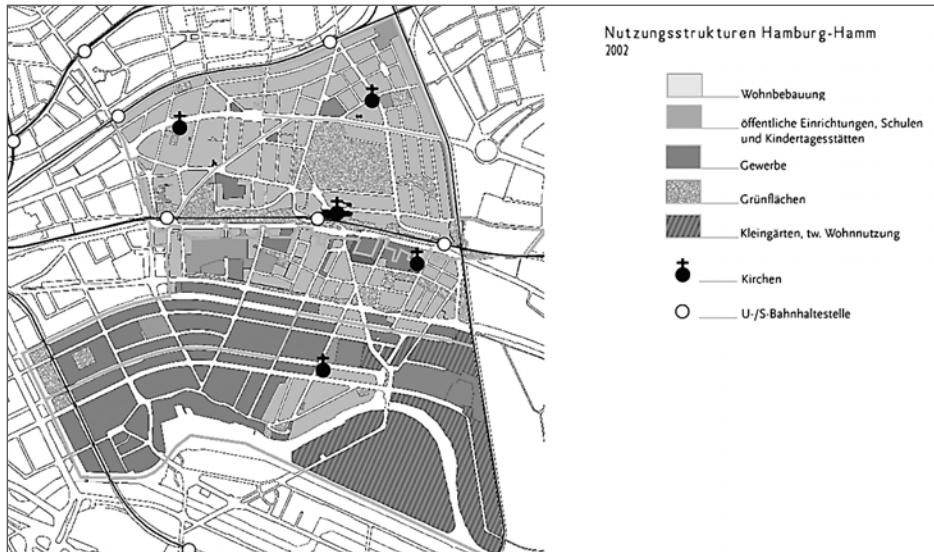 Nutzungsstrukturen Hamburg-Hamm
2002
Wohnbebauung
öffentliche Einrichtungen, Schulen
und Kindertagesstätten
Gewerbe
Grünflächen
Kleingärten, tw. Wohnnutzung
Kirchen
U-/S-Bahnhaltestelle